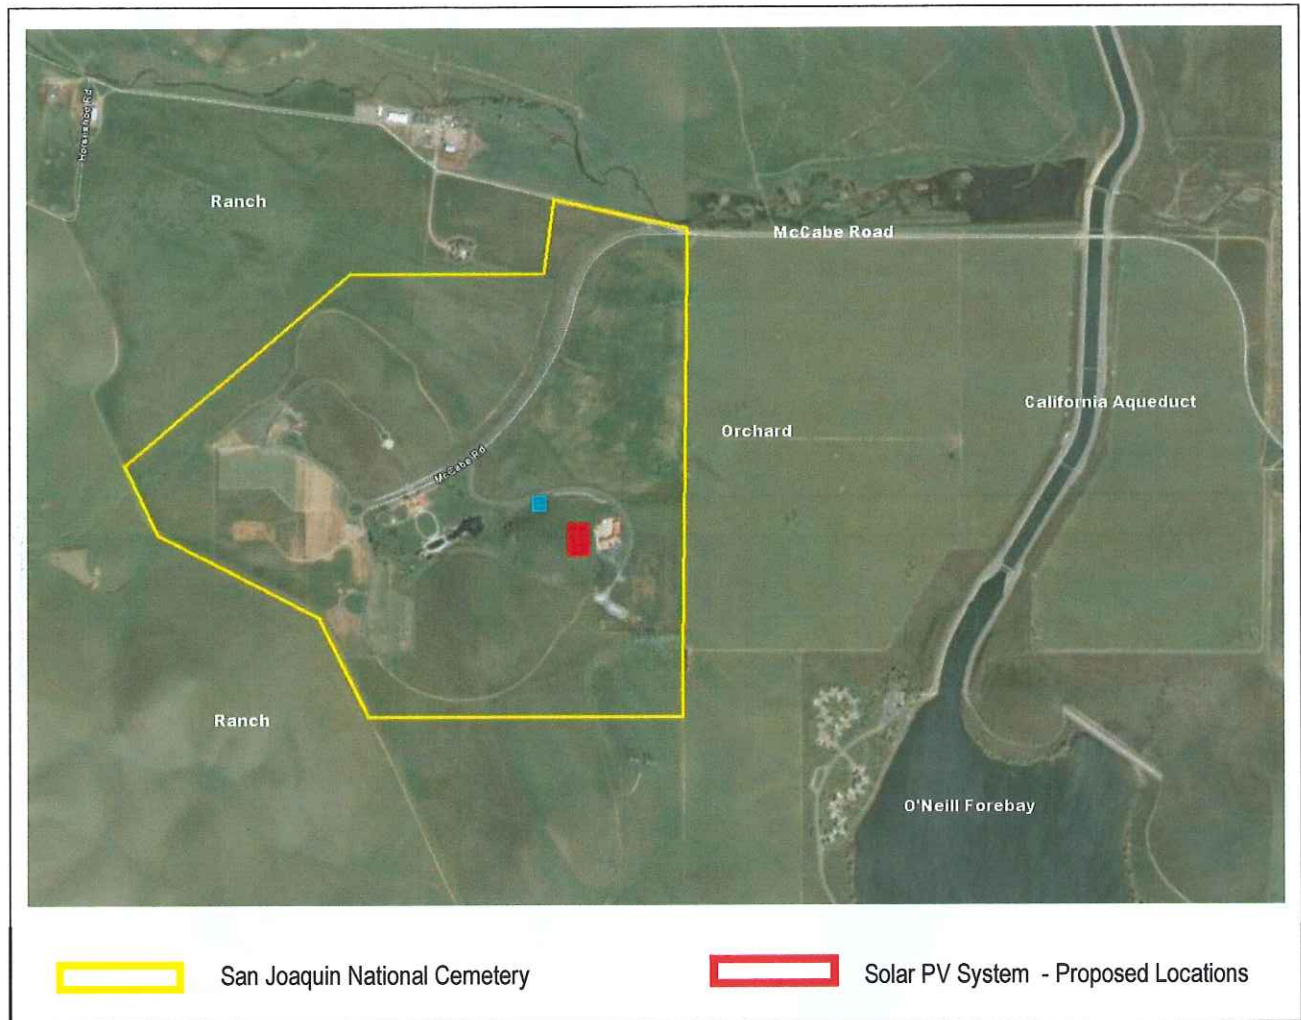 Horseshoe Rd
Ranch
McCabe Road
California Aqueduct
Orchard
McCabe Rd
Ranch
O'Neill Forebay
San Joaquin National Cemetery
Solar PV System - Proposed Locations